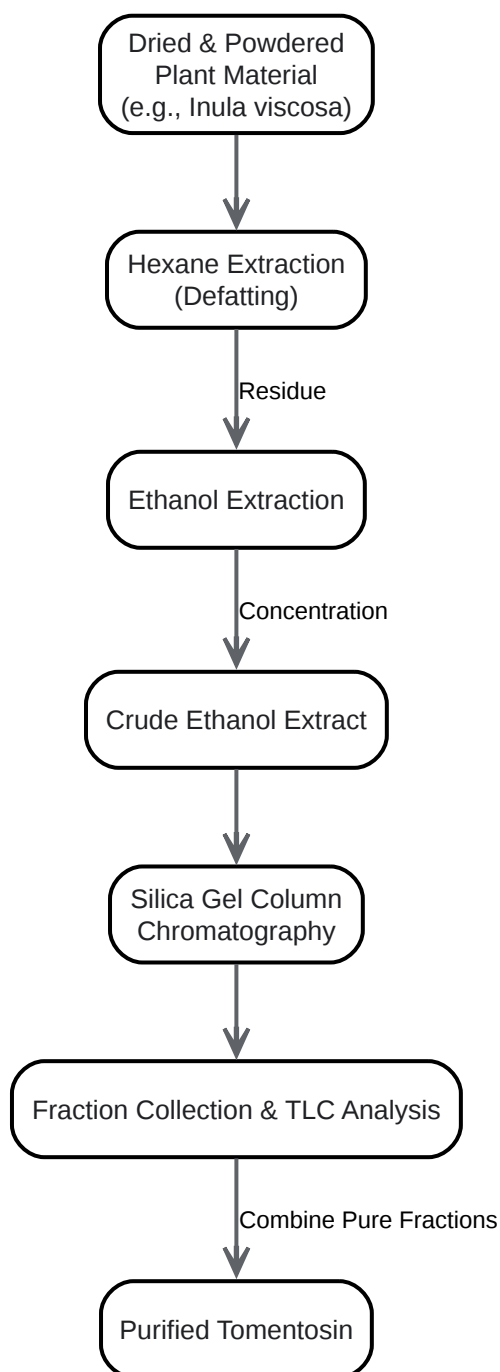 Dried & Powdered
Plant Material
(e.g., Inula viscosa)
Hexane Extraction
(Defatting)
Residue
Ethanol Extraction
Concentration
Crude Ethanol Extract
Silica Gel Column
Chromatography
Fraction Collection & TLC Analysis
Combine Pure Fractions
Purified Tomentosin